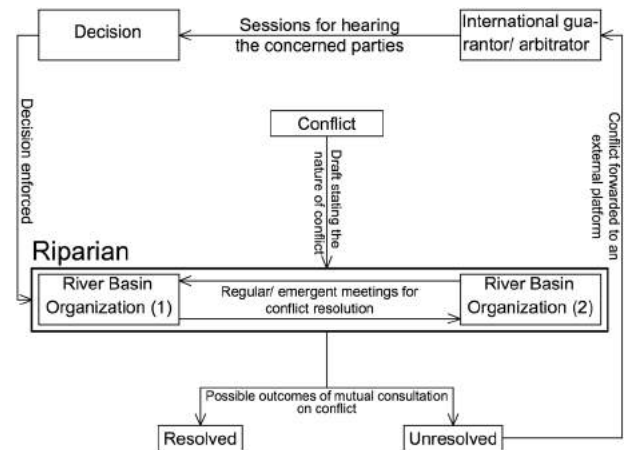 Decision
Sessions for hearing
the concerned parties
International gua-
rantor/ arbitrator
Decision enforced
Conflict
Draft stating the
nature of conflict
Conflict forwarded to an
external platform
Riparian
River Basin
Organization (1)
Regular/ emergent meetings for
conflict resolution
River Basin
Organization (2)
Possible outcomes of mutual consultation
on conflict
Resolved
Unresolved